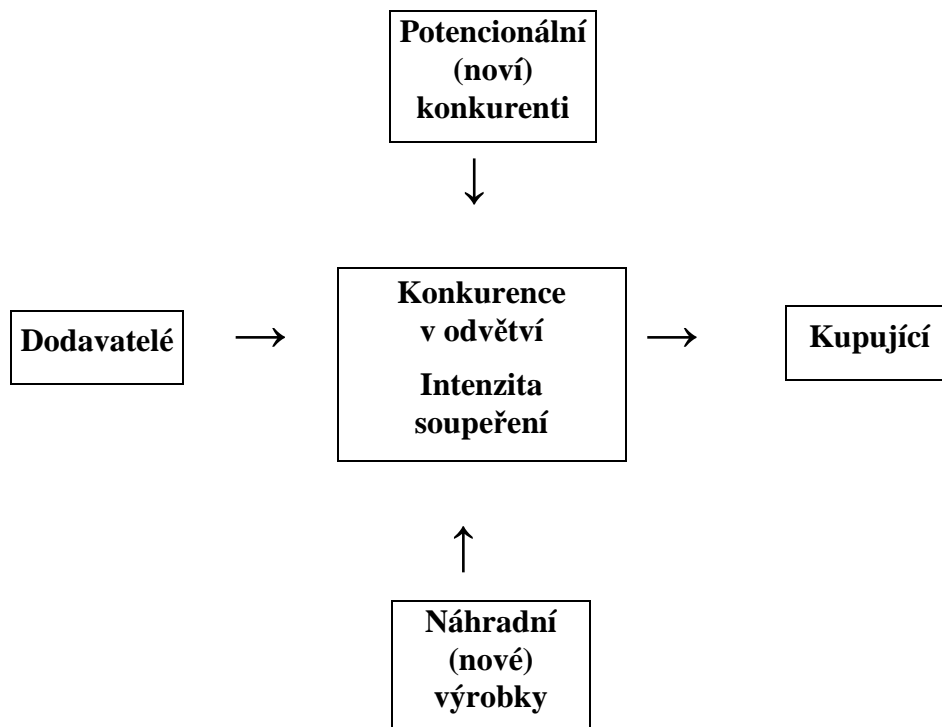 Potencionální
(noví)
konkurenti
↓
Dodavatelé
→
Konkurence
v odvětví
Intenzita
soupeření
→
Kupující
↑
Náhradní
(nové)
výrobky